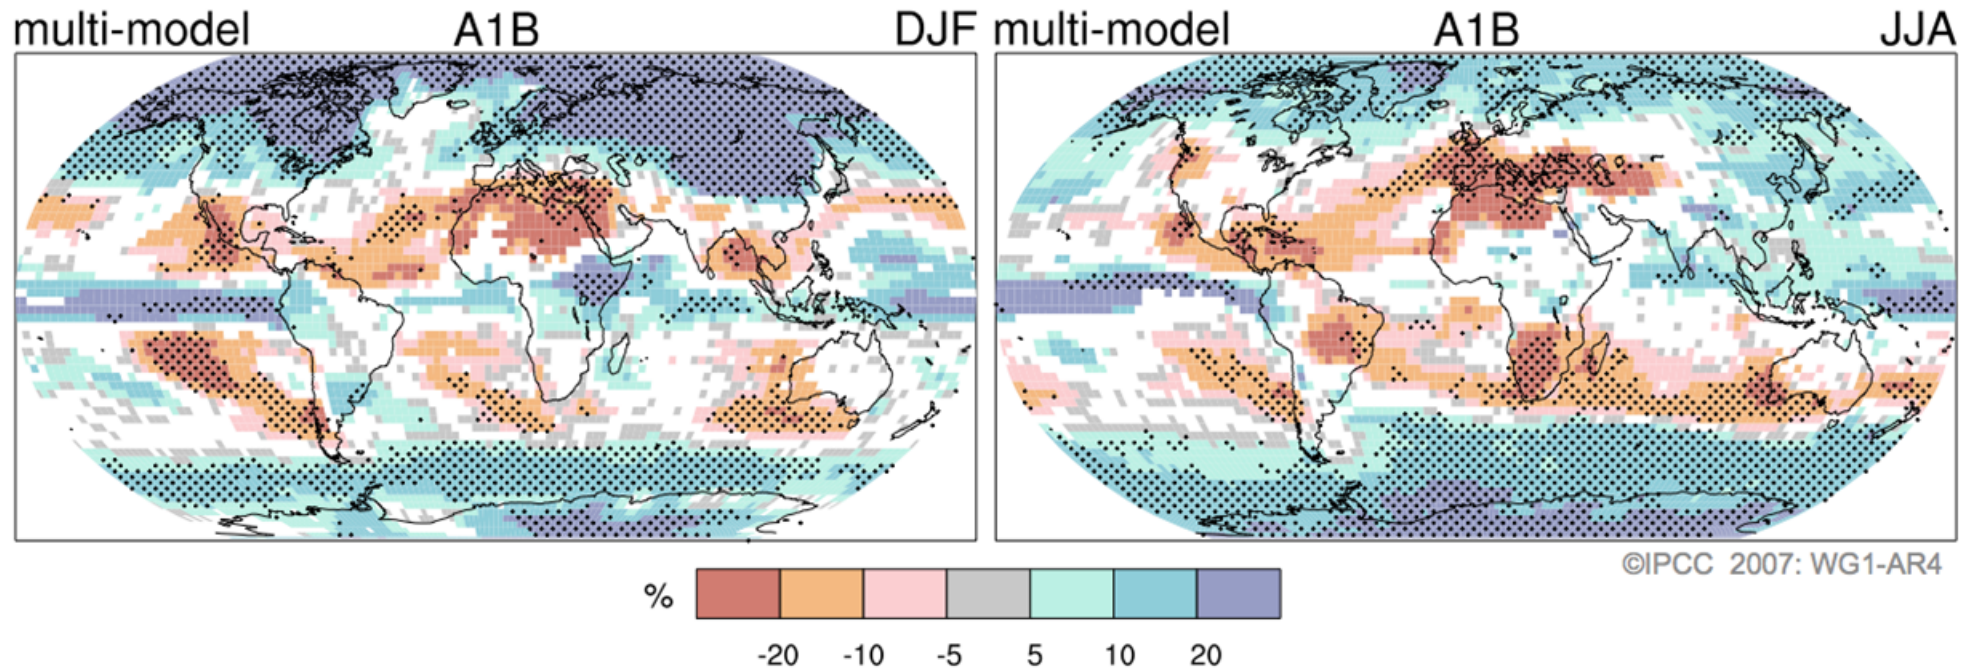 multi-model A1B DJF
multi-model A1B JJA
©IPCC 2007: WG1-AR4
%
-20 -10 -5 5 10 20